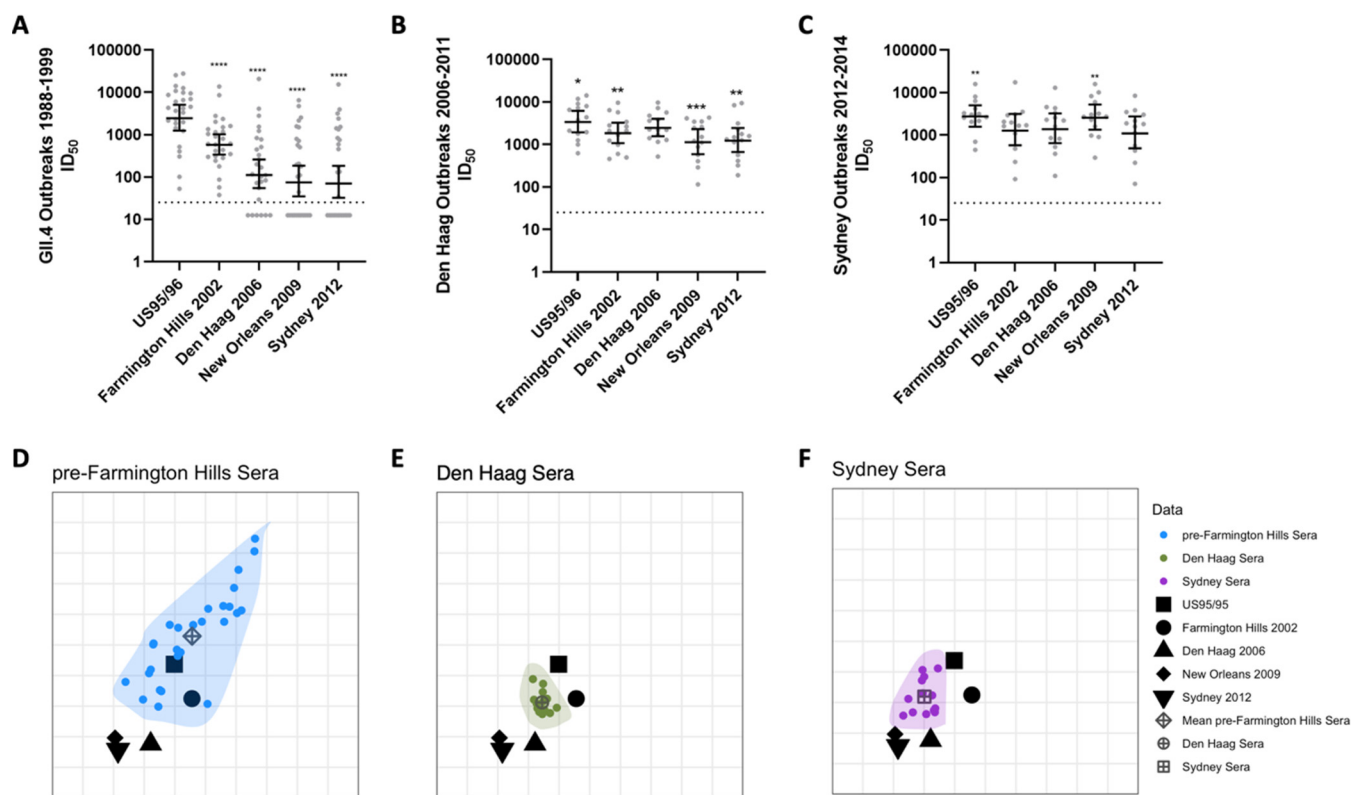 A
GII.4 Outbreaks 1988-1999
ID50
100000
10000
1000
100
10
1
****
****
****
****
US95/96
Farmington Hills 2002
Den Haag 2006
New Orleans 2009
Sydney 2012
B
Den Haag Outbreaks 2006-2011
ID50
100000
10000
1000
100
10
1
*
**
***
**
US95/96
Farmington Hills 2002
Den Haag 2006
New Orleans 2009
Sydney 2012
C
Sydney Outbreaks 2012-2014
ID50
100000
10000
1000
100
10
1
**
**
US95/96
Farmington Hills 2002
Den Haag 2006
New Orleans 2009
Sydney 2012
D
pre-Farmington Hills Sera
E
Den Haag Sera
F
Sydney Sera
Data
pre-Farmington Hills Sera
Den Haag Sera
Sydney Sera
US95/95
Farmington Hills 2002
Den Haag 2006
New Orleans 2009
Sydney 2012
Mean pre-Farmington Hills Sera
Den Haag Sera
Sydney Sera